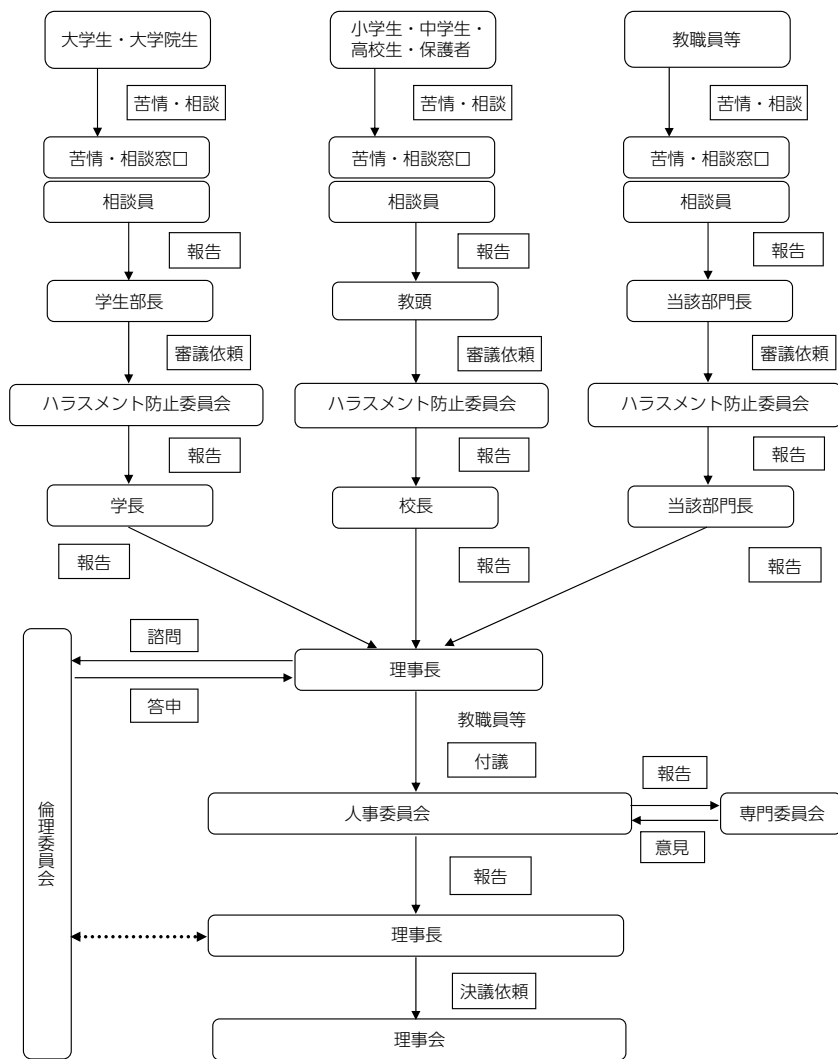 大学生・大学院生
小学生・中学生・
高校生・保護者
教職員等
苦情・相談
苦情・相談
苦情・相談
苦情・相談窓口
苦情・相談窓口
苦情・相談窓口
相談員
相談員
相談員
報告
報告
報告
学生部長
教頭
当該部門長
審議依頼
審議依頼
審議依頼
ハラスメント防止委員会
ハラスメント防止委員会
ハラスメント防止委員会
報告
報告
報告
学長
校長
当該部門長
報告
報告
報告
諮問
理事長
答申
教職員等
付議
報告
人事委員会
専門委員会
意見
倫理委員会
報告
理事長
決議依頼
理事会